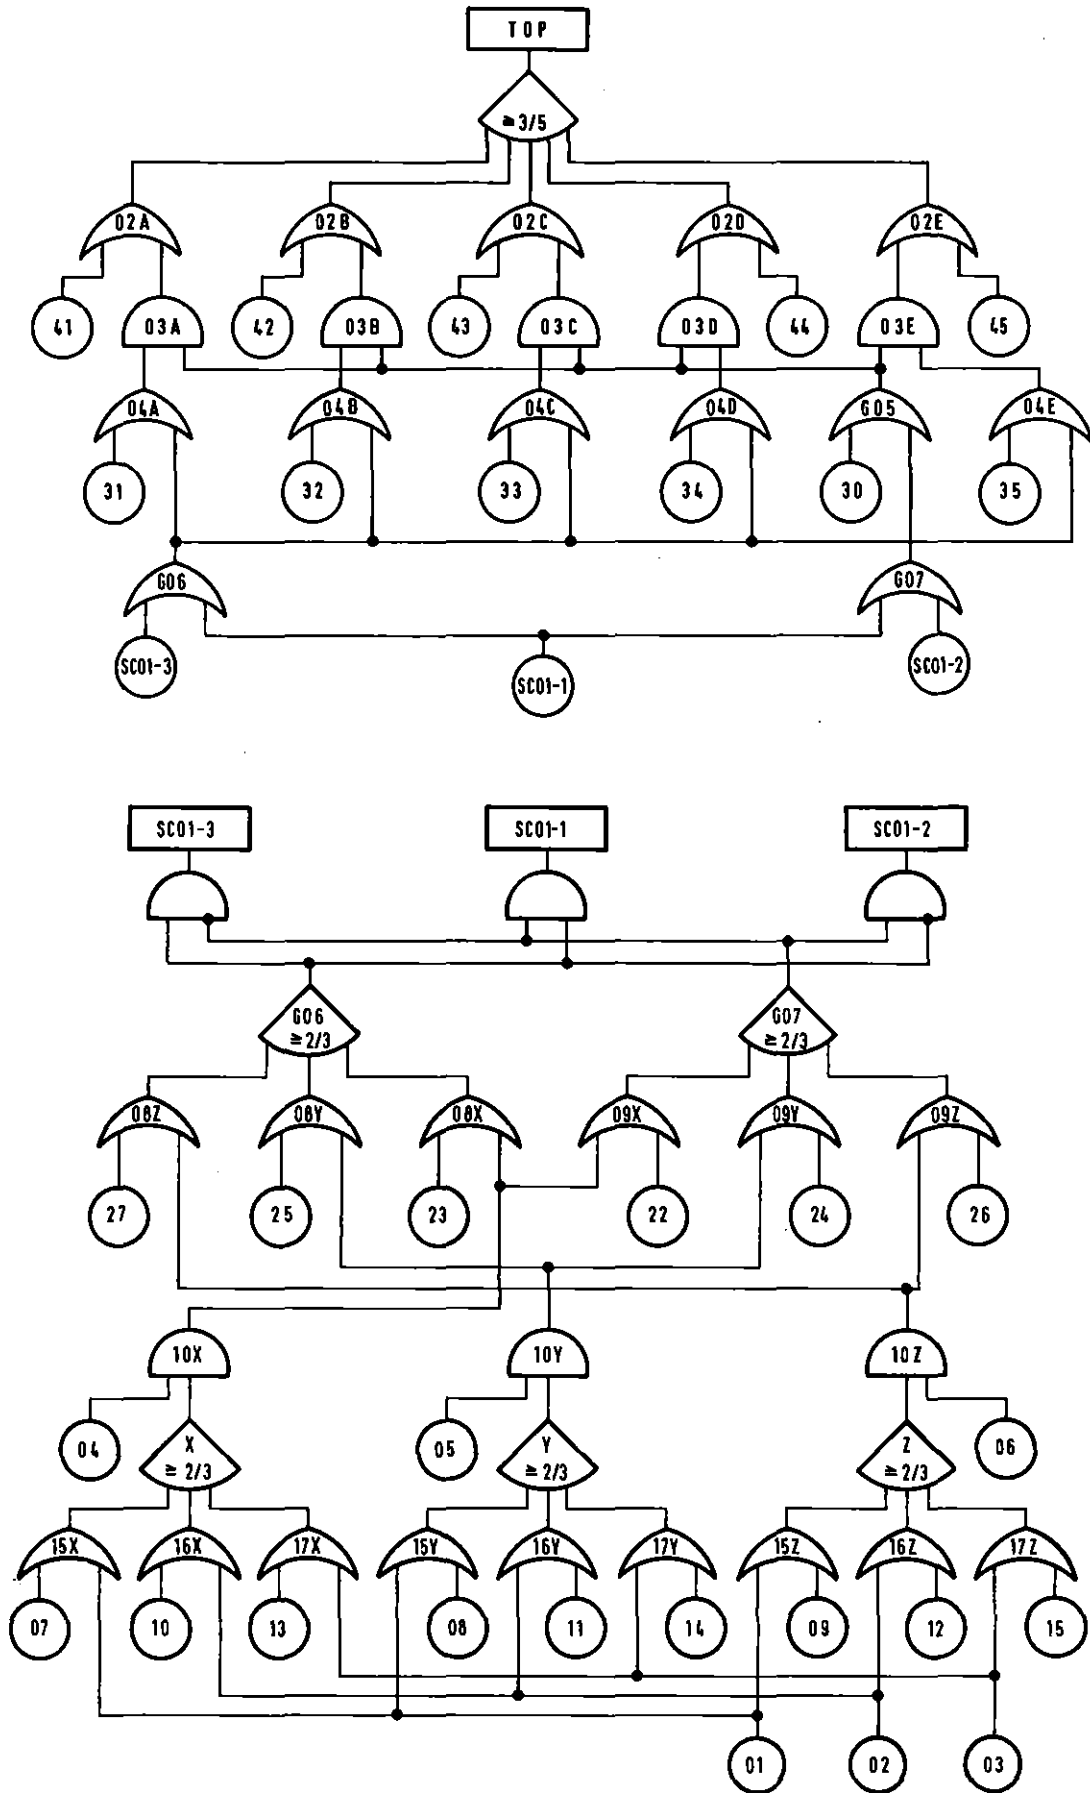 TOP
≥ 3/5
02A 02B 02C 02D 02E
41 03A 42 03B 43 03C 03D 44 03E 45
04A 04B 04C 04D G05 04E
31 32 33 34 30 35
G06 G07
SC01-3 SC01-1 SC01-2
SC01-3 SC01-1 SC01-2
G06 G07
≥ 2/3 ≥ 2/3
08Z 08Y 08X 09X 09Y 09Z
27 25 23 22 24 26
10X 10Y 10Z
04 X 05 Y Z 06
≥ 2/3 ≥ 2/3 ≥ 2/3
15X 16X 17X 15Y 16Y 17Y 15Z 16Z 17Z
07 10 13 08 11 14 09 12 15
01 02 03